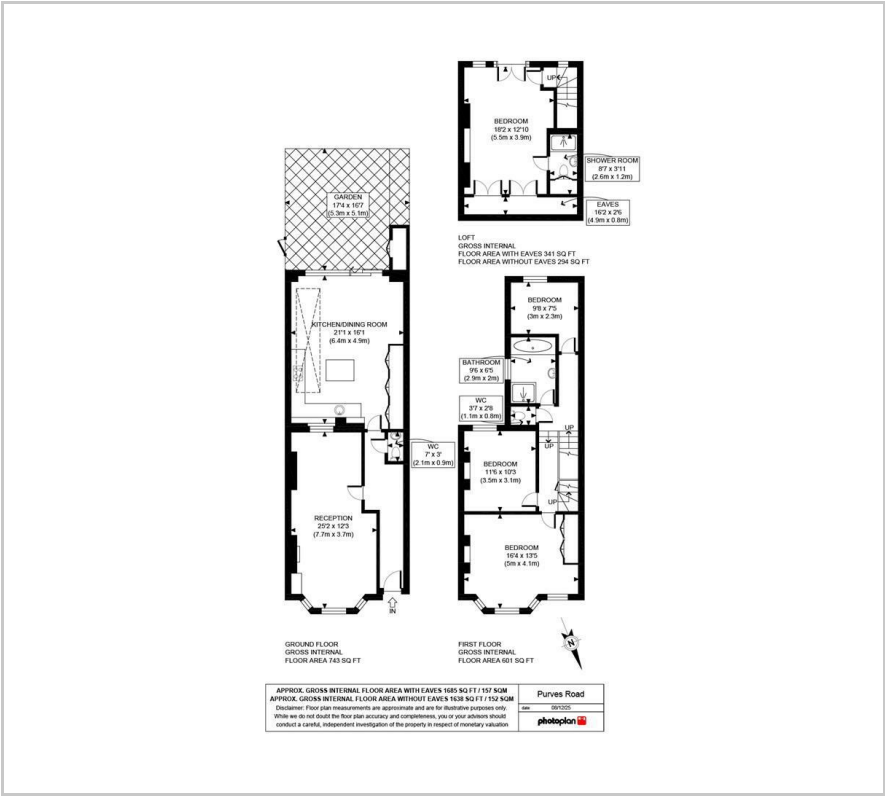 UP
BEDROOM
18'2 x 12'10
(5.5m x 3.9m)
SHOWER ROOM
8'7 x 3'11
(2.6m x 1.2m)
EAVES
16'2 x 2'6
(4.9m x 0.8m)
LOFT
GROSS INTERNAL
FLOOR AREA WITH EAVES 341 SQ FT
FLOOR AREA WITHOUT EAVES 294 SQ FT
GARDEN
17'4 x 16'7
(5.3m x 5.1m)
KITCHEN/DINING ROOM
21'1 x 16'1
(6.4m x 4.9m)
WC
7' x 3'
(2.1m x 0.9m)
RECEPTION
25'2 x 12'3
(7.7m x 3.7m)
IN
GROUND FLOOR
GROSS INTERNAL
FLOOR AREA 743 SQ FT
BEDROOM
9'8 x 7'5
(3m x 2.3m)
BATHROOM
9'6 x 6'5
(2.9m x 2m)
WC
3'7 x 2'8
(1.1m x 0.8m)
UP
UP
BEDROOM
11'6 x 10'3
(3.5m x 3.1m)
UP
BEDROOM
16'4 x 13'5
(5m x 4.1m)
FIRST FLOOR
GROSS INTERNAL
FLOOR AREA 601 SQ FT
N
APPROX. GROSS INTERNAL FLOOR AREA WITH EAVES 1685 SQ FT / 157 SQM
APPROX. GROSS INTERNAL FLOOR AREA WITHOUT EAVES 1638 SQ FT / 152 SQM
Disclaimer: Floor plan measurements are approximate and are for illustrative purposes only.
While we do not doubt the floor plan accuracy and completeness, you or your advisors should
conduct a careful, independent investigation of the property in respect of monetary valuation
Purves Road
date 08/12/25
photoplan